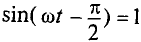 sin( ωt − π/2 ) = 1